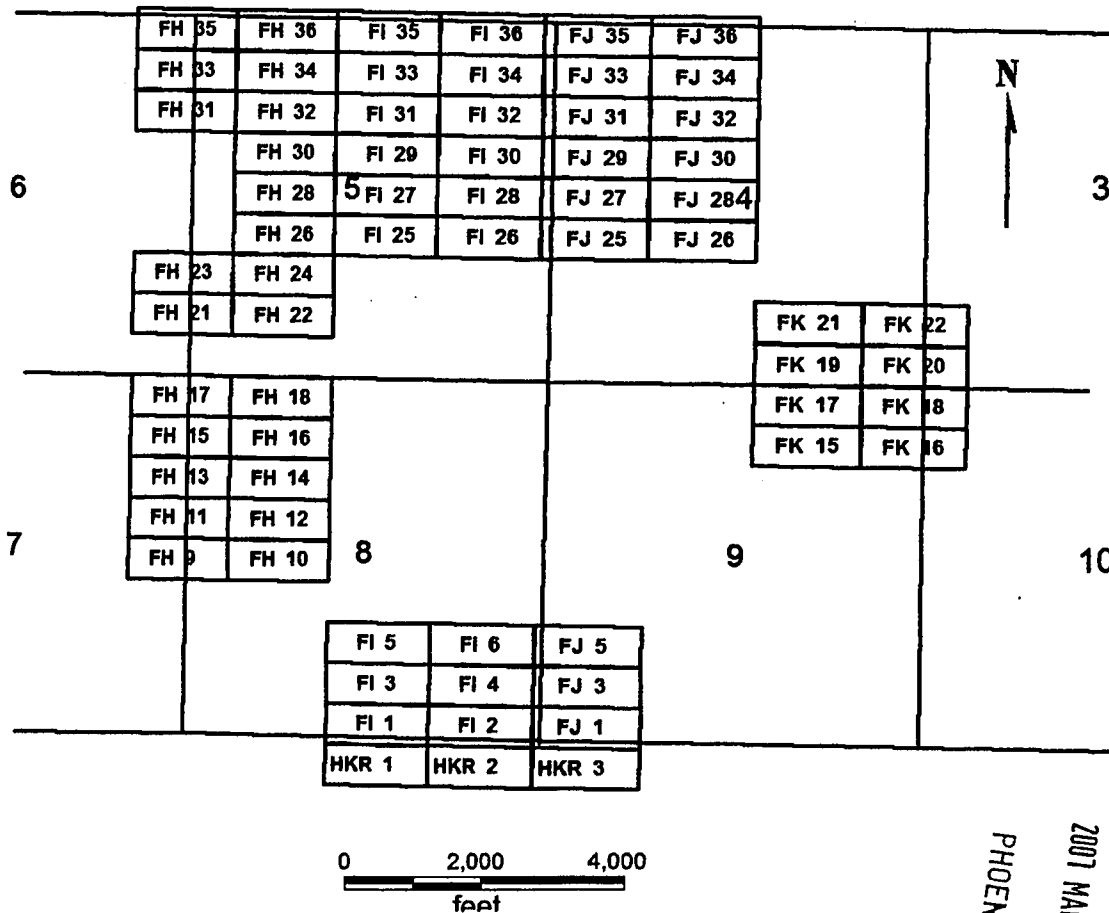 FH 35 FH 36 FI 35 FI 36 FJ 35 FJ 36
FH 33 FH 34 FI 33 FI 34 FJ 33 FJ 34
N
FH 31 FH 32 FI 31 FI 32 FJ 31 FJ 32
FH 30 FI 29 FI 30 FJ 29 FJ 30
6 FH 28 5 FI 27 FI 28 FJ 27 FJ 28 4 3
FH 26 FI 25 FI 26 FJ 25 FJ 26
FH 23 FH 24
FH 21 FH 22 FK 21 FK 22
FK 19 FK 20
FH 17 FH 18 FK 17 FK 18
FH 15 FH 16 FK 15 FK 16
FH 13 FH 14
FH 11 FH 12
7 FH 9 FH 10 8 9 10
FI 5 FI 6 FJ 5
FI 3 FI 4 FJ 3
FI 1 FI 2 FJ 1
HKR 1 HKR 2 HKR 3
0 2,000 4,000
feet
2001